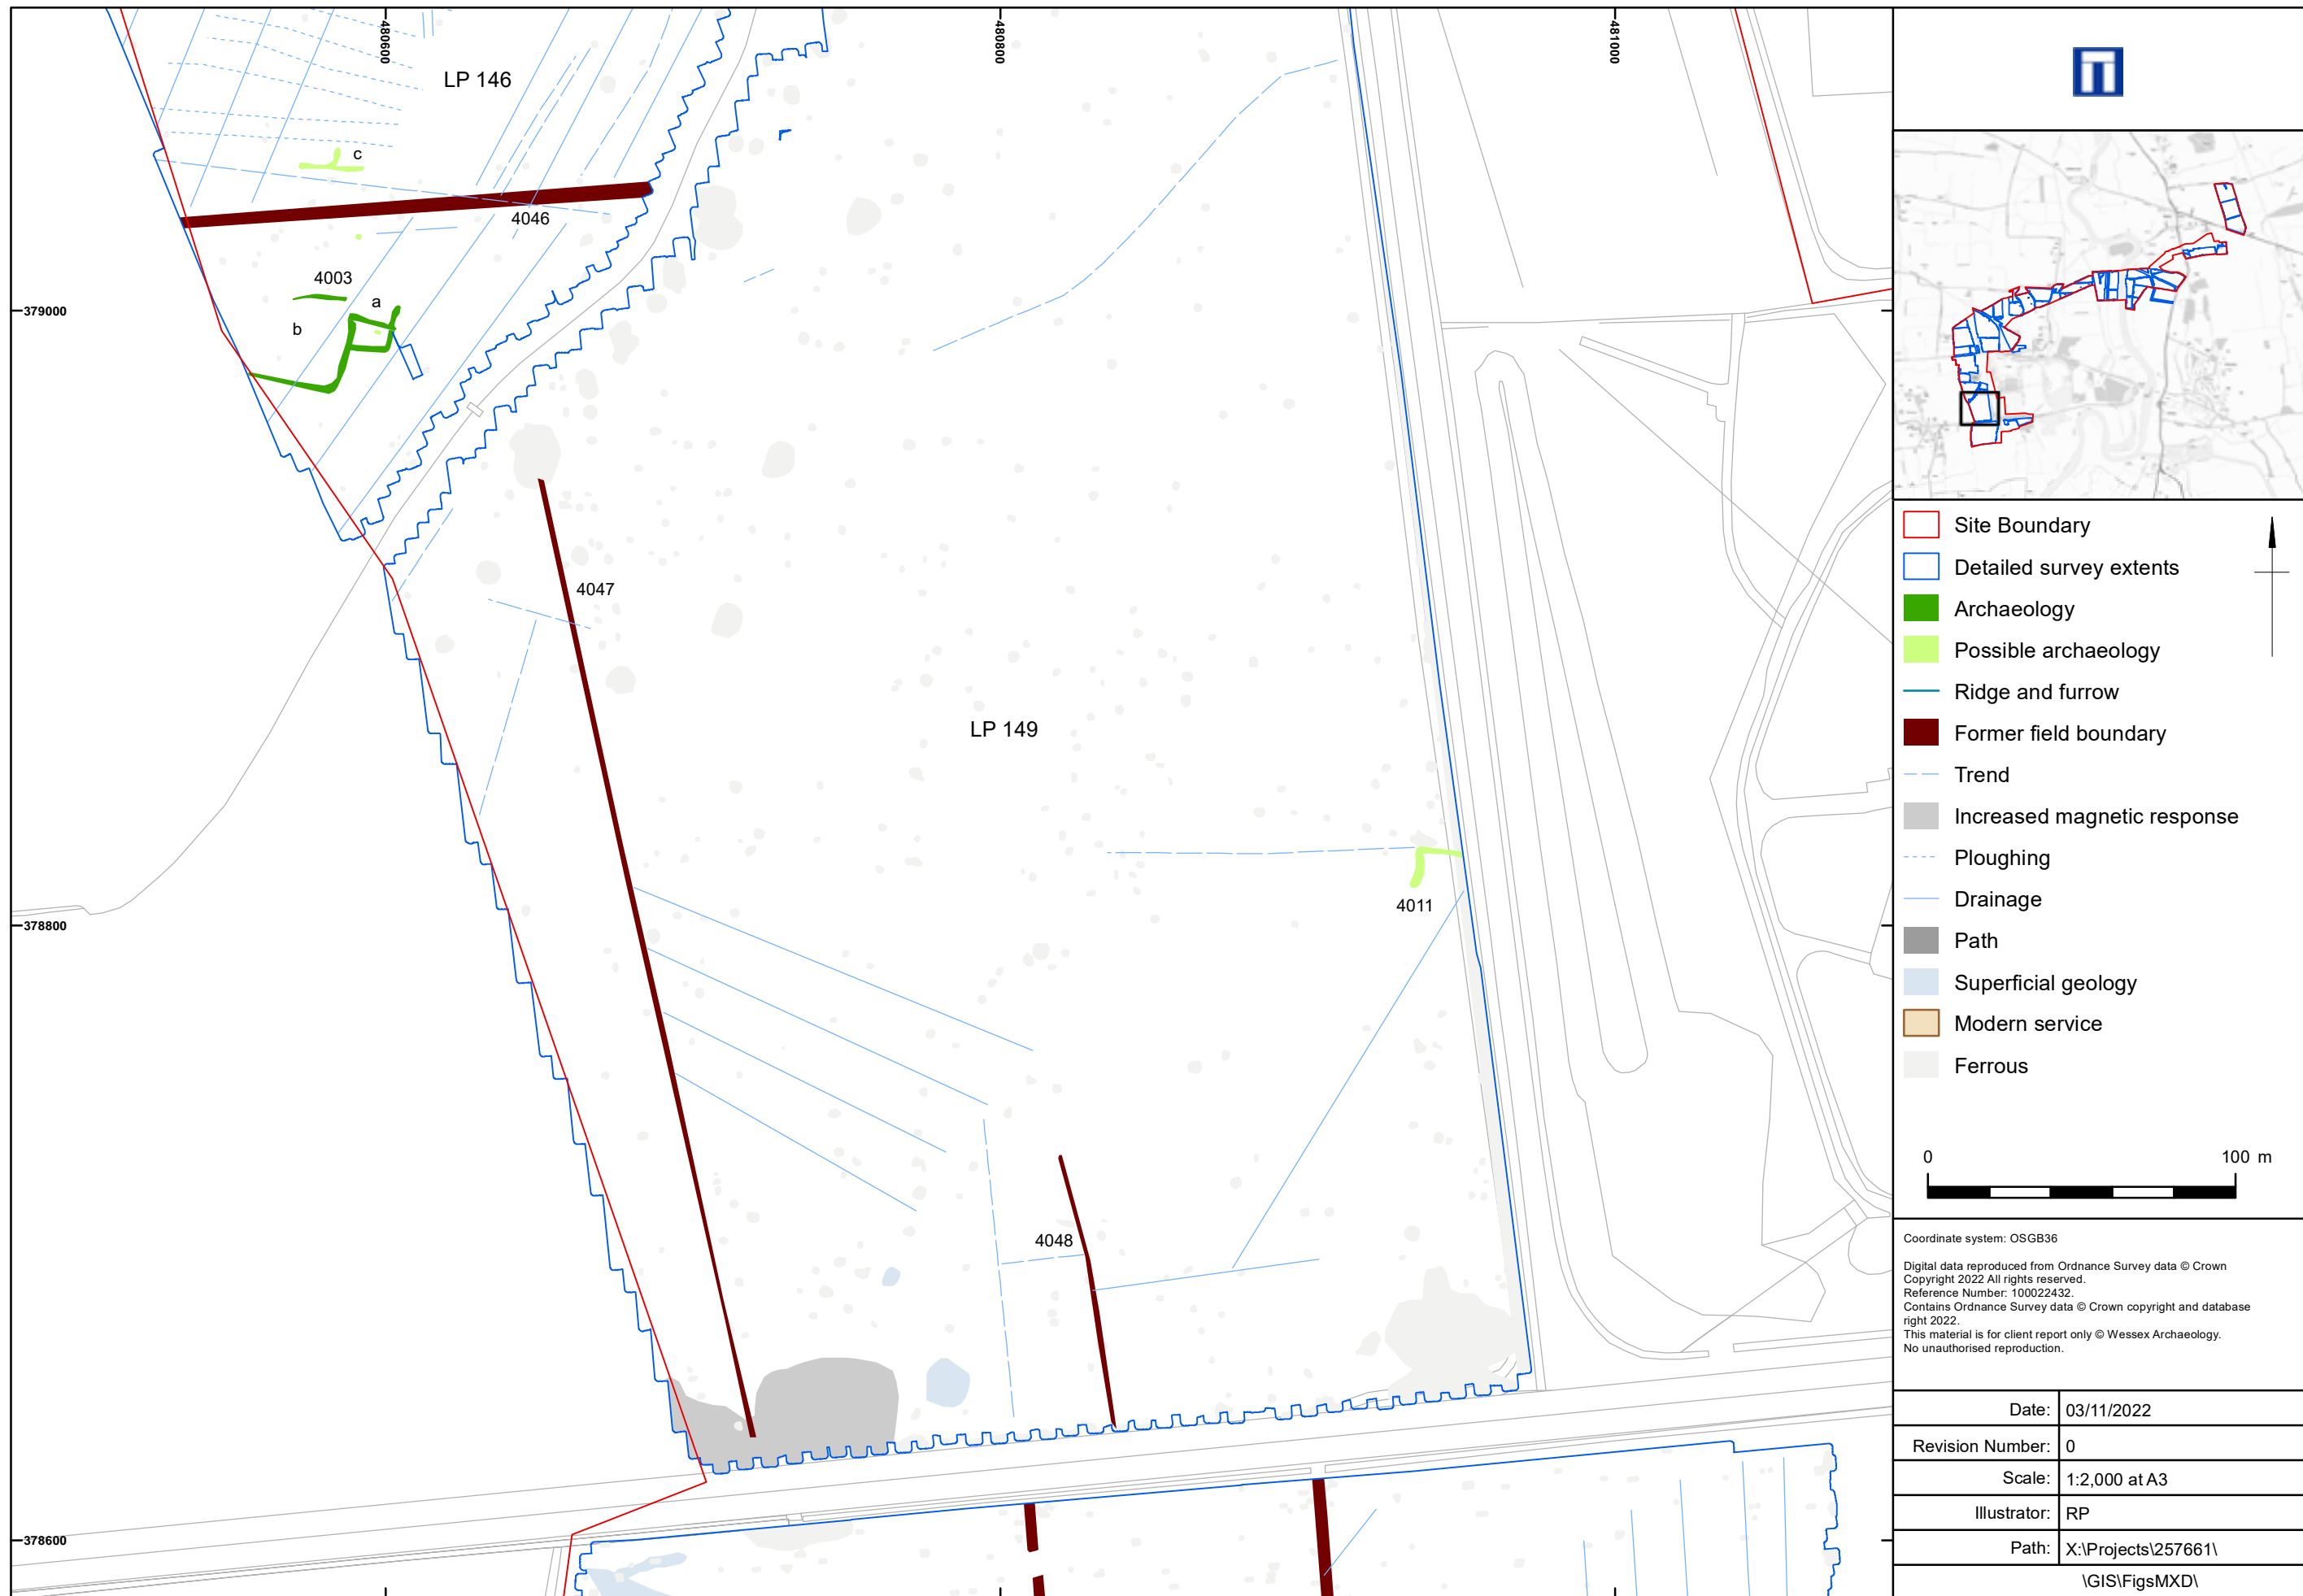 480600
480800
481000
LP 146
c
4046
4003
a
b
379000
4047
LP 149
4011
378800
4048
378600
Site Boundary
Detailed survey extents
Archaeology
Possible archaeology
Ridge and furrow
Former field boundary
Trend
Increased magnetic response
Ploughing
Drainage
Path
Superficial geology
Modern service
Ferrous
0 100 m
Coordinate system: OSGB36
Digital data reproduced from Ordnance Survey data © Crown
Copyright 2022 All rights reserved.
Reference Number: 100022432.
Contains Ordnance Survey data © Crown copyright and database
right 2022.
This material is for client report only © Wessex Archaeology.
No unauthorised reproduction.
Date: 03/11/2022
Revision Number: 0
Scale: 1:2,000 at A3
Illustrator: RP
Path: X:\Projects\257661\
\GIS\FigsMXD\